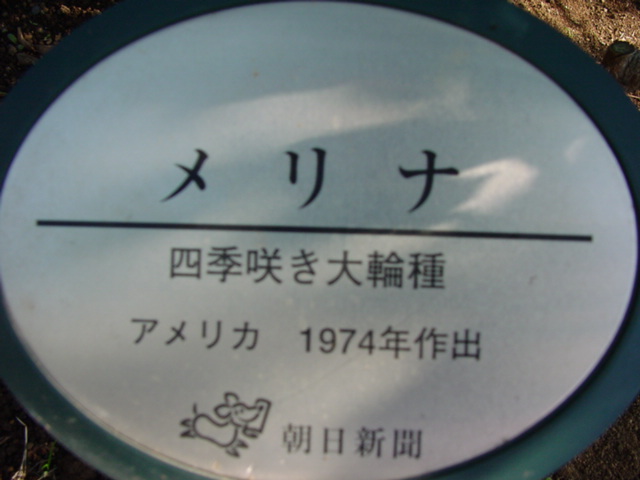 メリナ
四季咲き大輪種
アメリカ 1974年作出
朝日新聞